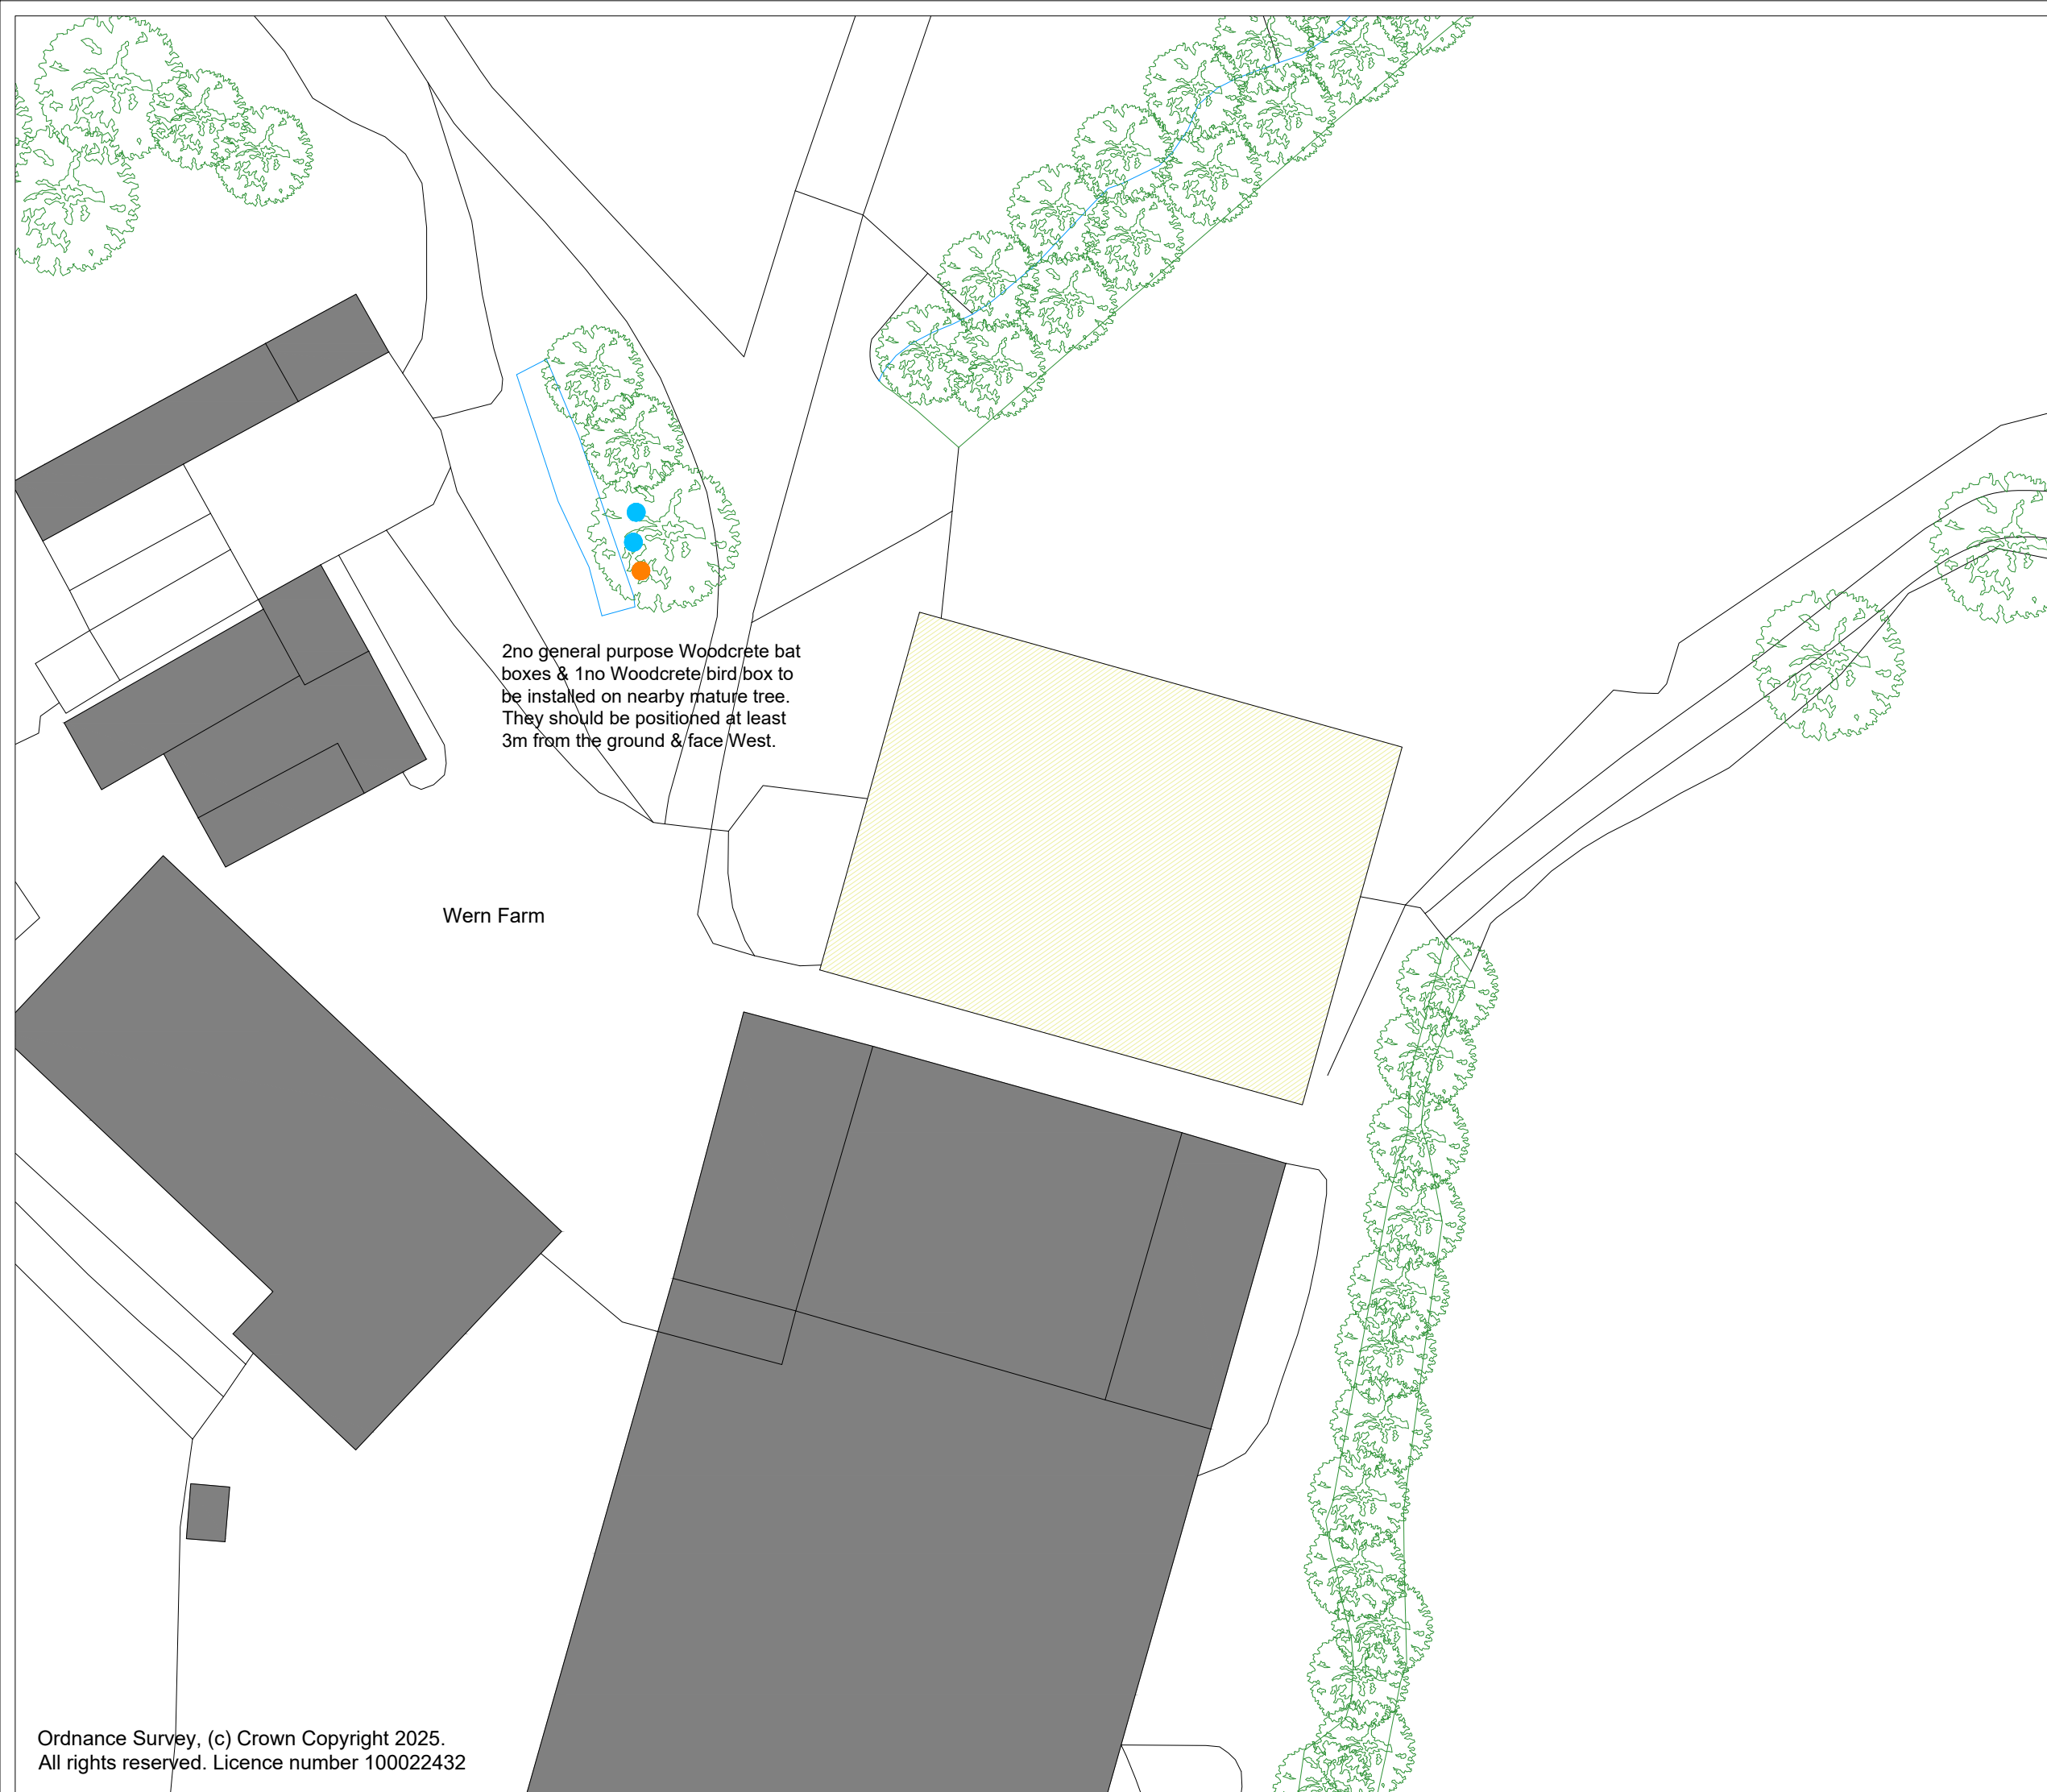 2no general purpose Woodcrete bat
boxes & 1no Woodcrete bird box to
be installed on nearby mature tree.
They should be positioned at least
3m from the ground & face West.
Wern Farm
Ordnance Survey, (c) Crown Copyright 2025.
All rights reserved. Licence number 100022432